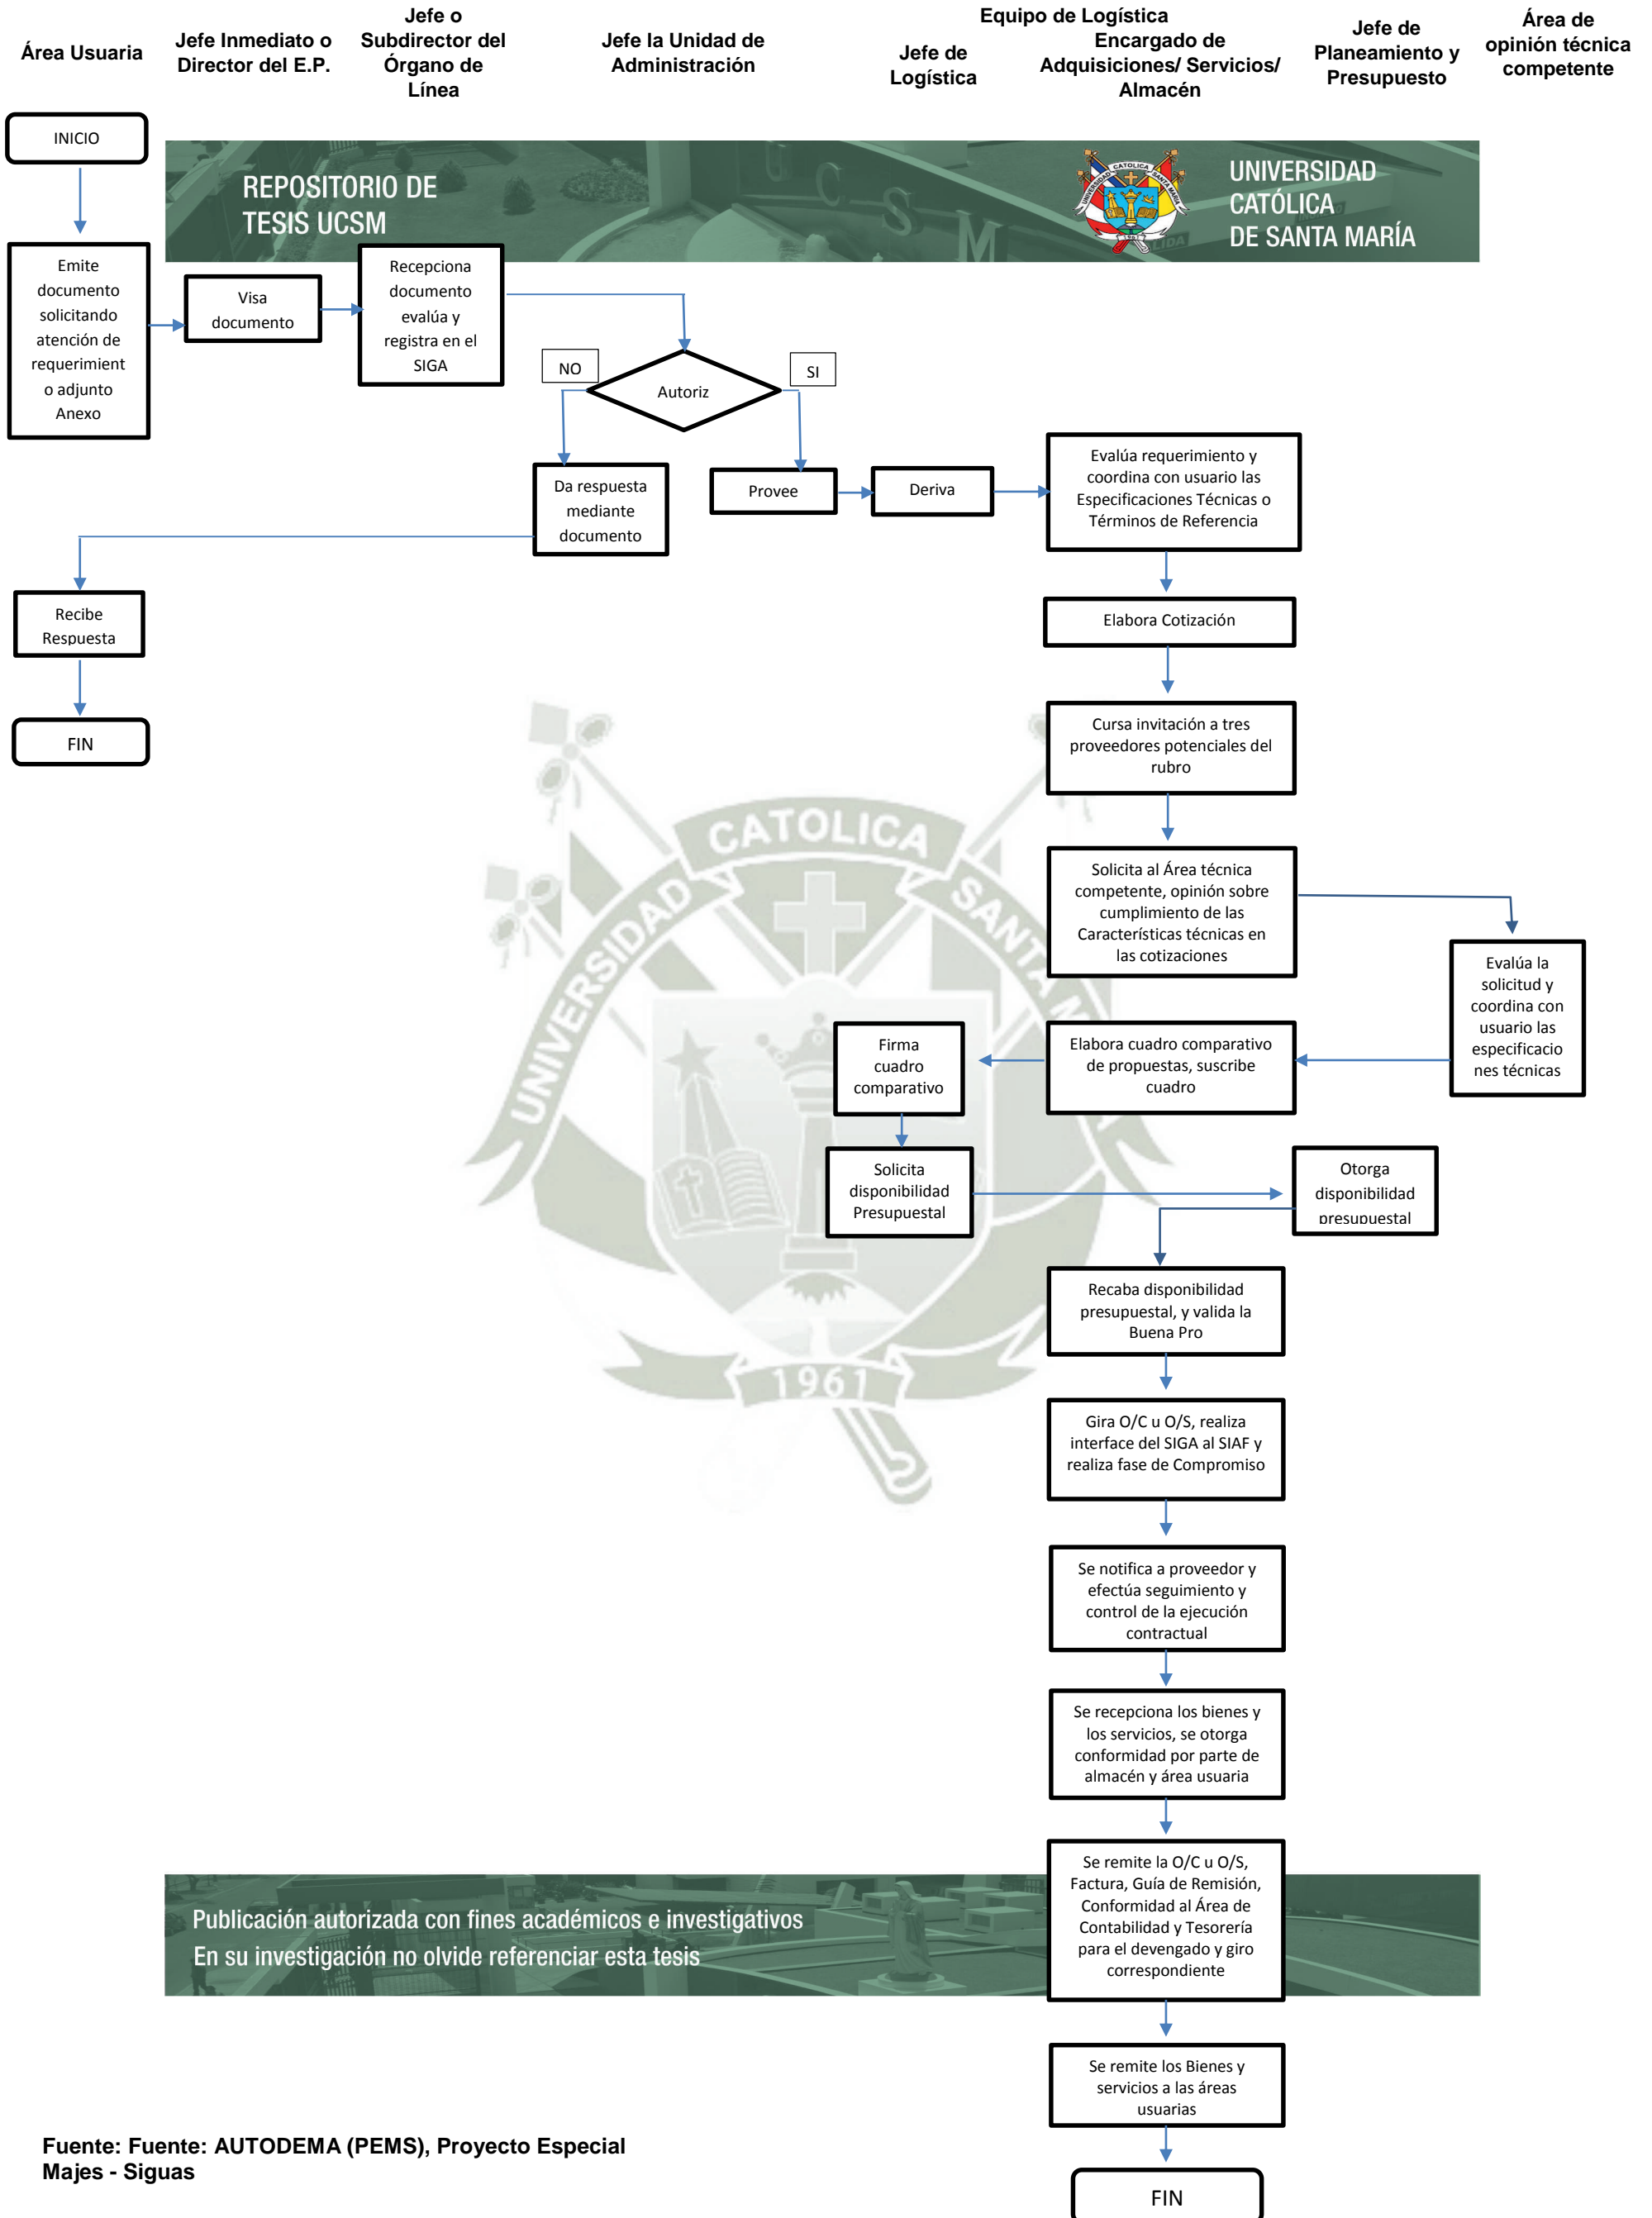 Área Usuaria
Jefe Inmediato o
Director del E.P.
Jefe o
Subdirector del
Órgano de
Línea
Jefe la Unidad de
Administración
Equipo de Logística
Jefe de
Logística
Encargado de
Adquisiciones/ Servicios/
Almacén
Jefe de
Planeamiento y
Presupuesto
Área de
opinión técnica
competente
INICIO
REPOSITORIO DE
TESIS UCSM
UNIVERSIDAD
CATÓLICA
DE SANTA MARÍA
Emite
documento
solicitando
atención de
requerimient
o adjunto
Anexo
Visa
documento
Recepciona
documento
evalúa y
registra en el
SIGA
NO
Autoriz
SI
Da respuesta
mediante
documento
Provee
Deriva
Evalúa requerimiento y
coordina con usuario las
Especificaciones Técnicas o
Términos de Referencia
Recibe
Respuesta
FIN
Elabora Cotización
Cursa invitación a tres
proveedores potenciales del
rubro
Solicita al Área técnica
competente, opinión sobre
cumplimiento de las
Características técnicas en
las cotizaciones
Evalúa la
solicitud y
coordina con
usuario las
especificacio
nes técnicas
Elabora cuadro comparativo
de propuestas, suscribe
cuadro
Firma
cuadro
comparativo
Solicita
disponibilidad
Presupuestal
Otorga
disponibilidad
presupuestal
Recaba disponibilidad
presupuestal, y valida la
Buena Pro
Gira O/C u O/S, realiza
interface del SIGA al SIAF y
realiza fase de Compromiso
Se notifica a proveedor y
efectúa seguimiento y
control de la ejecución
contractual
Se recepciona los bienes y
los servicios, se otorga
conformidad por parte de
almacén y área usuaria
Se remite la O/C u O/S,
Factura, Guía de Remisión,
Conformidad al Área de
Contabilidad y Tesorería
para el devengado y giro
correspondiente
Publicación autorizada con fines académicos e investigativos
En su investigación no olvide referenciar esta tesis
Se remite los Bienes y
servicios a las áreas
usuarias
FIN
Fuente: Fuente: AUTODEMA (PEMS), Proyecto Especial
Majes - Siguas
UNIVERSIDAD CATOLICA SANTA M
1961